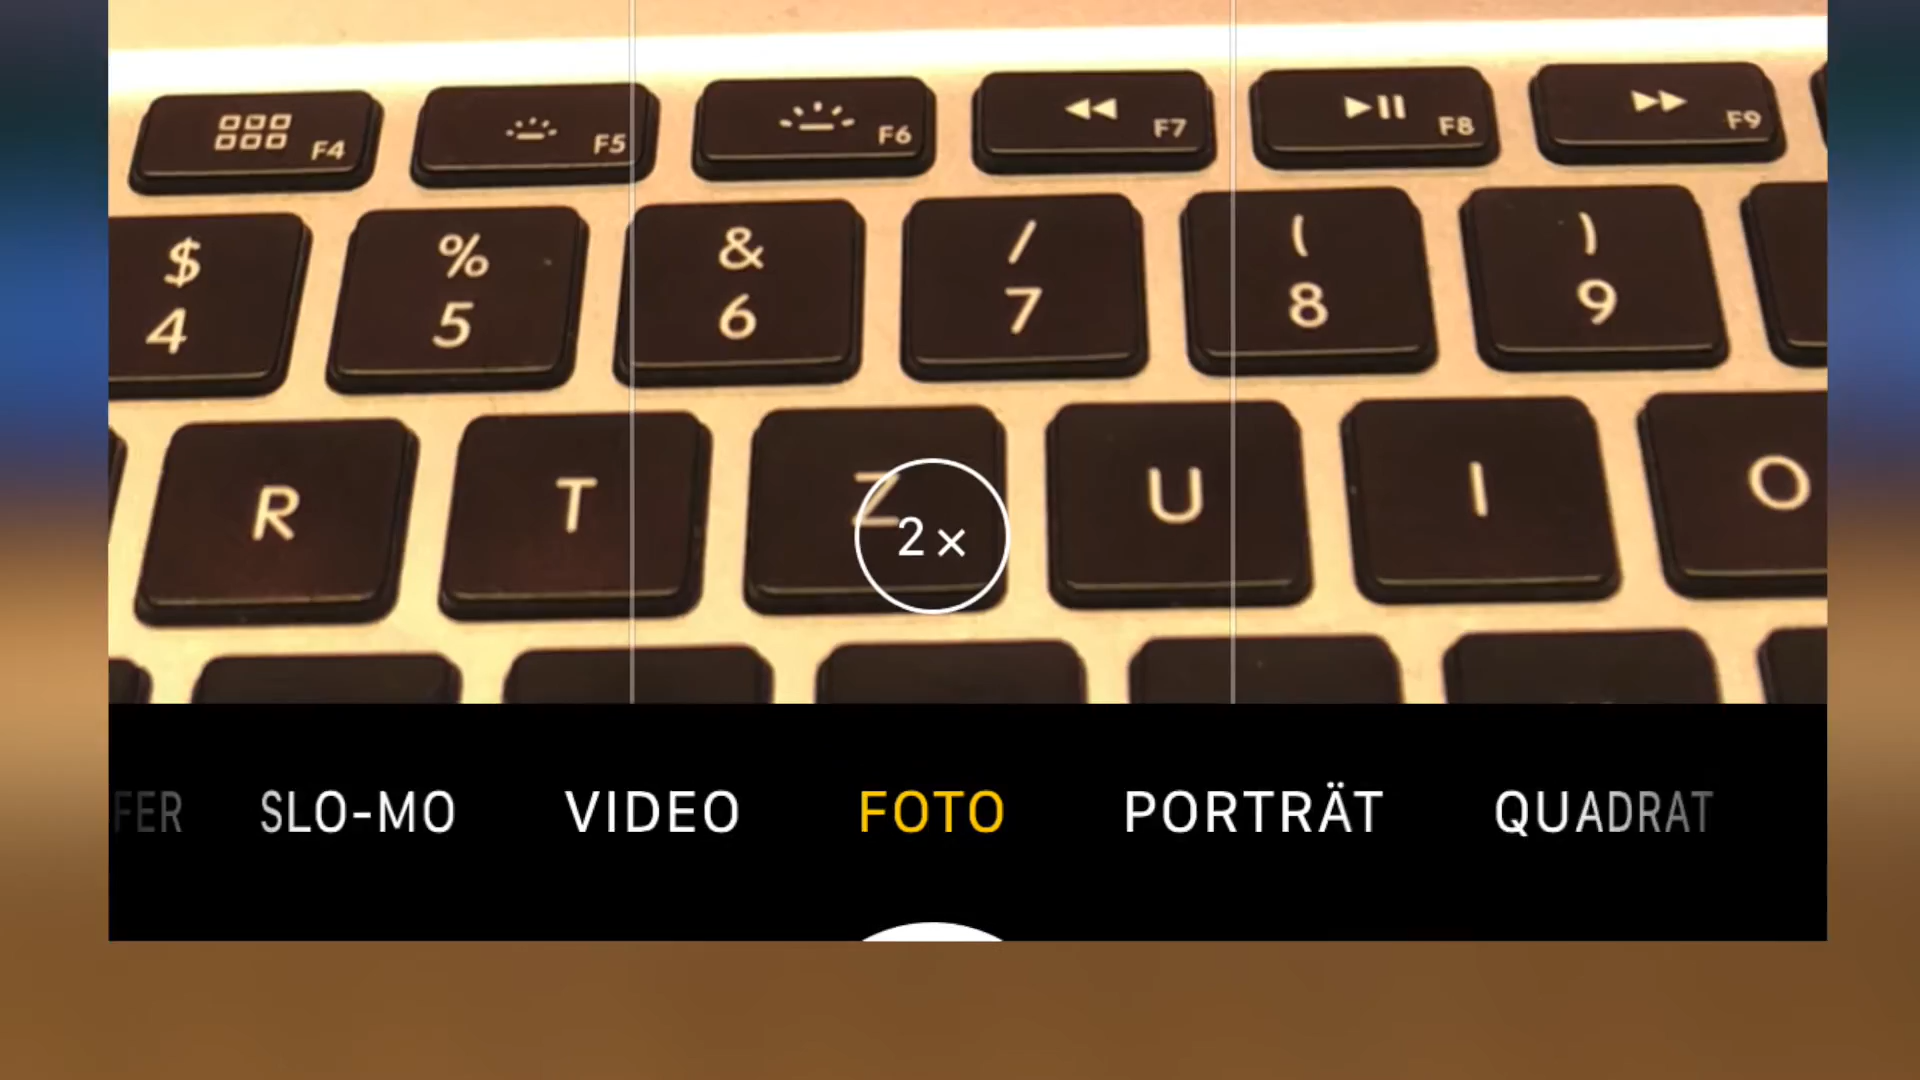 F4 F5 F6 F7 F8 F9
$ % & / ( )
4 5 6 7 8 9
R T Z U I O
2×
FER SLO-MO VIDEO FOTO PORTRÄT QUADRAT